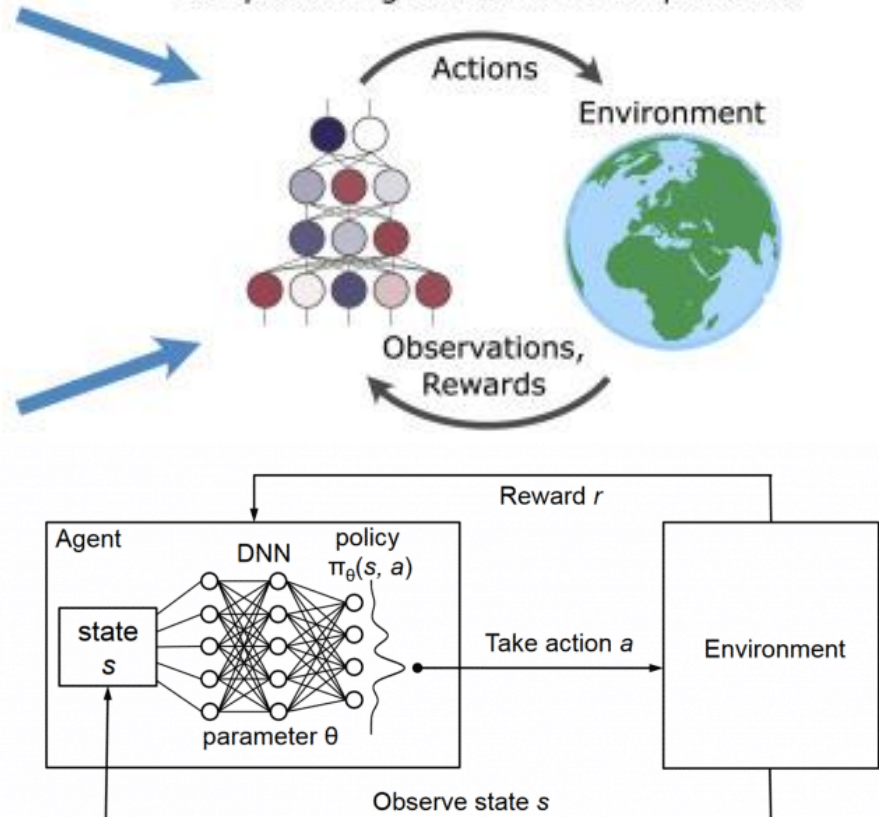 Actions
Environment
Observations,
Rewards
Reward r
Agent
DNN
policy
πθ(s, a)
state
s
Take action a
Environment
parameter θ
Observe state s